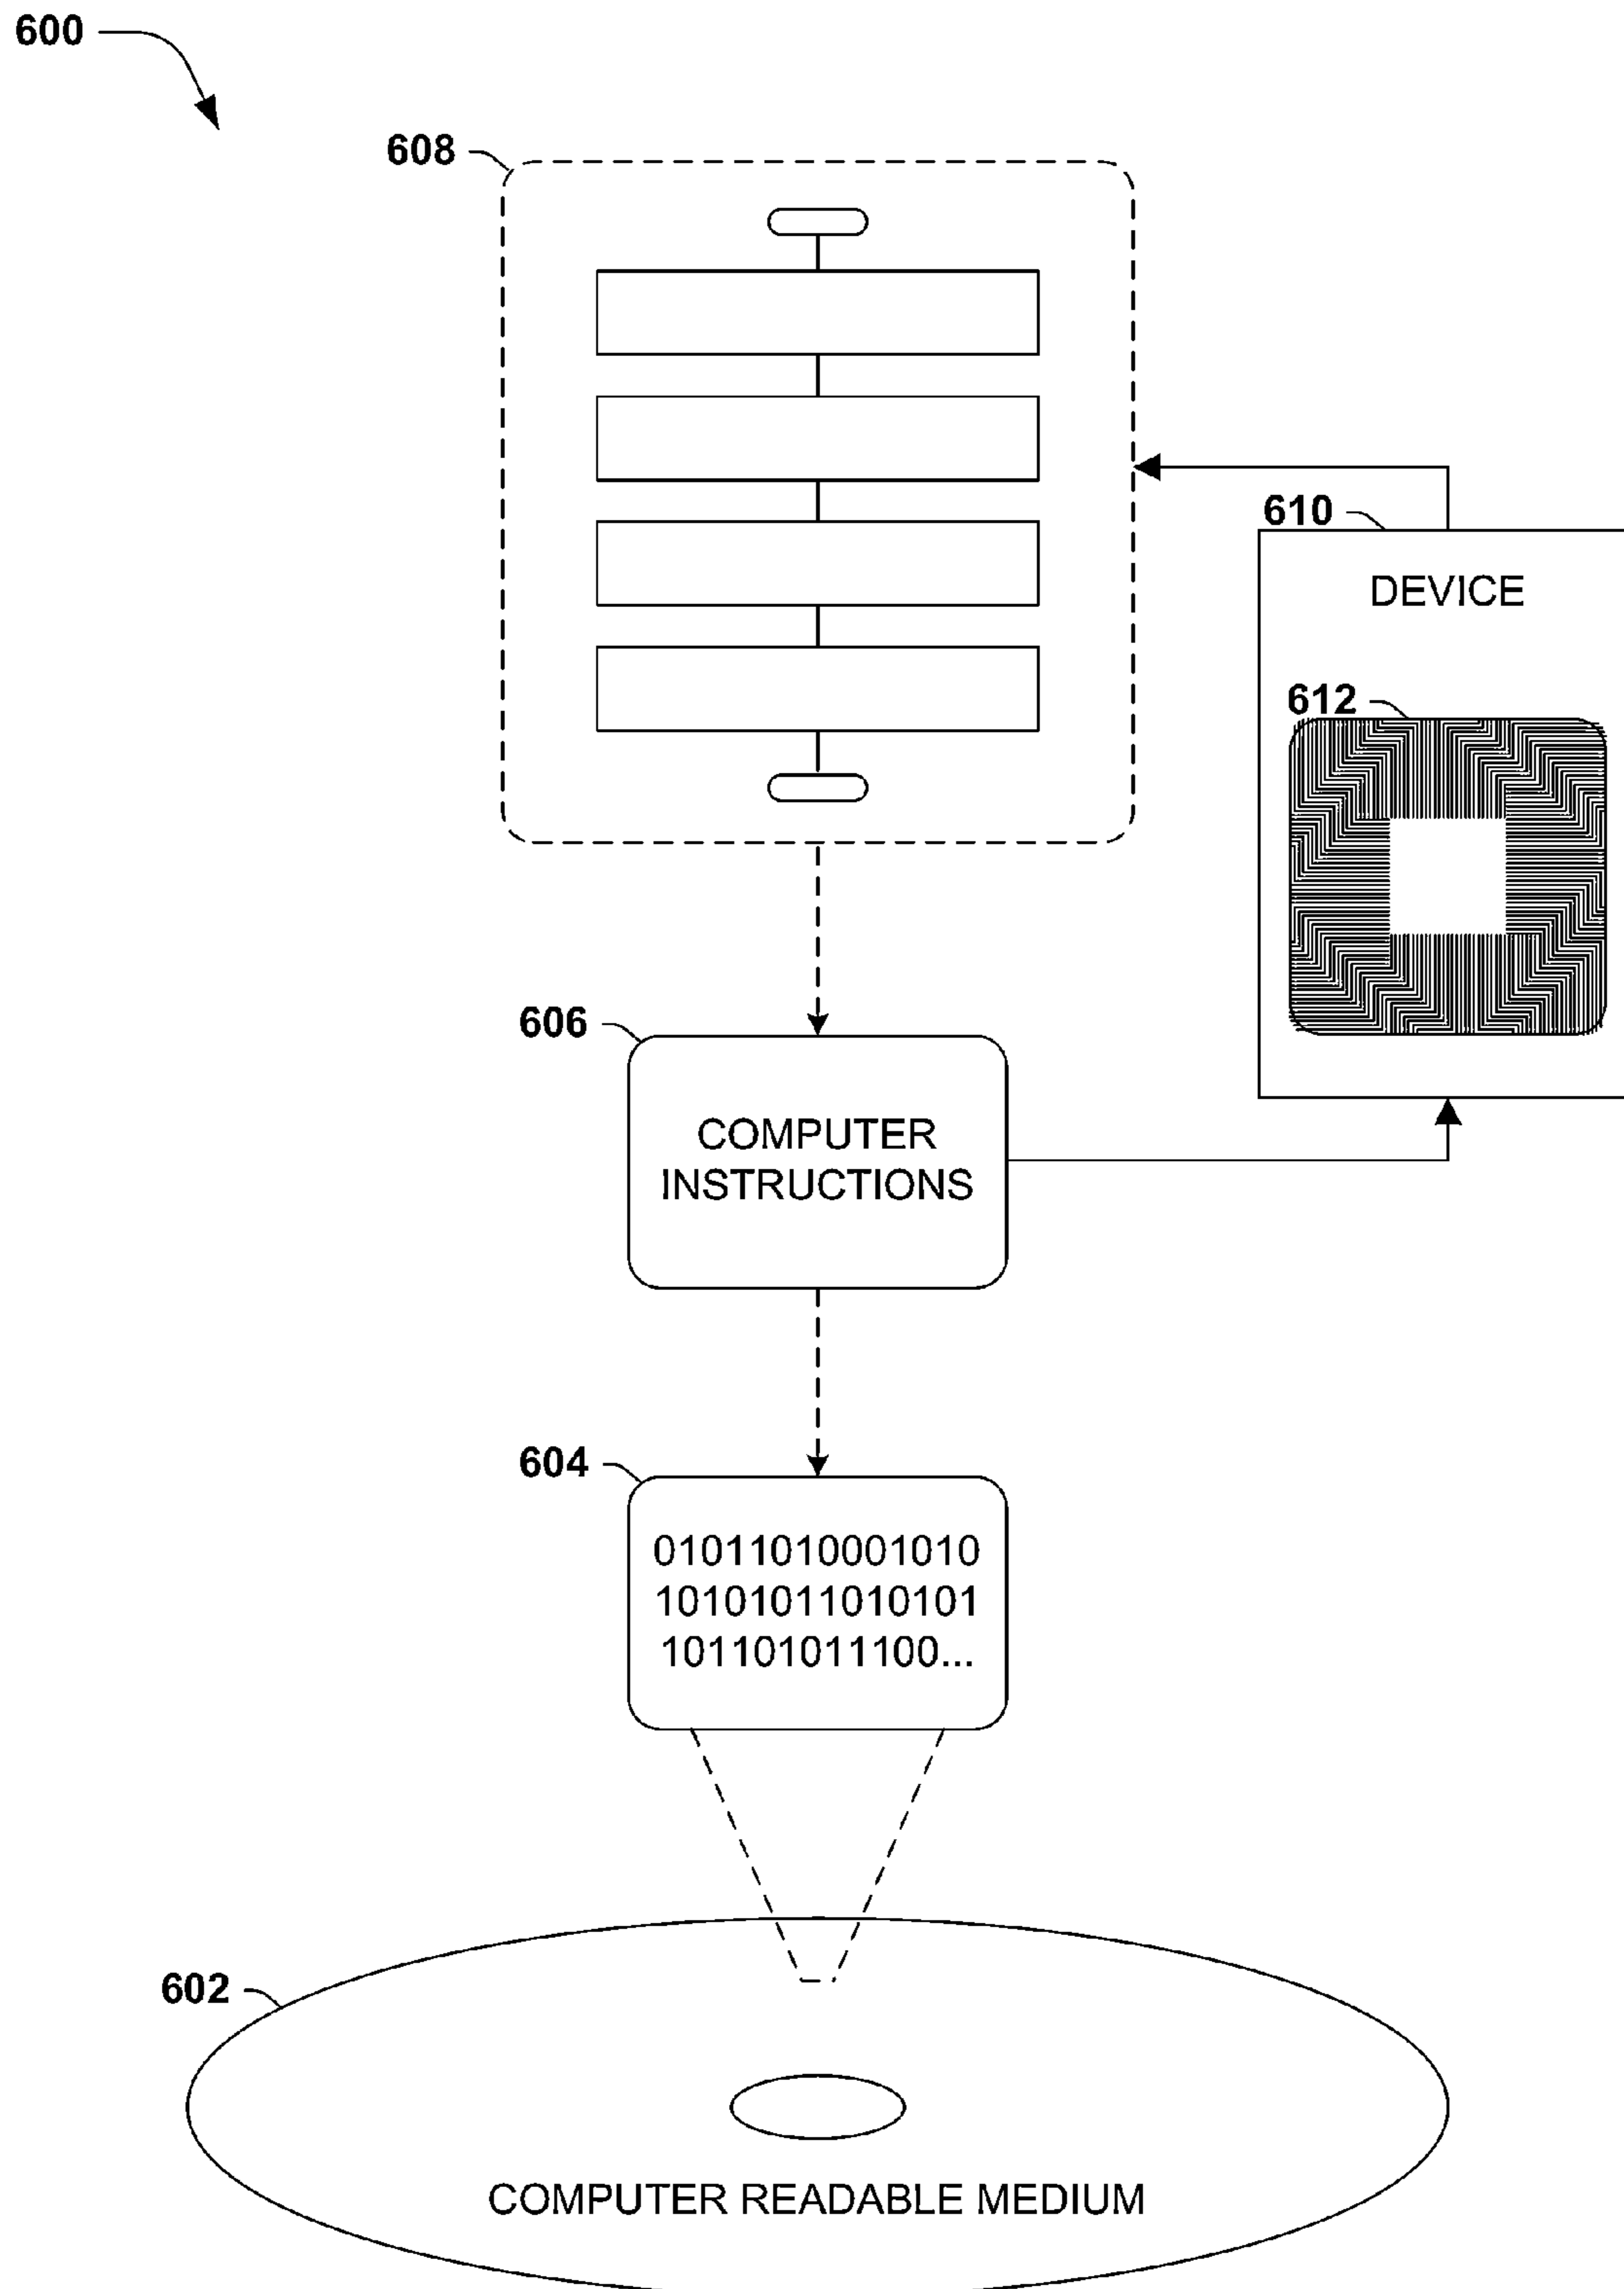 600
608
610
DEVICE
612
606
COMPUTER
INSTRUCTIONS
604
01011010001010
10101011010101
101101011100...
602
COMPUTER READABLE MEDIUM